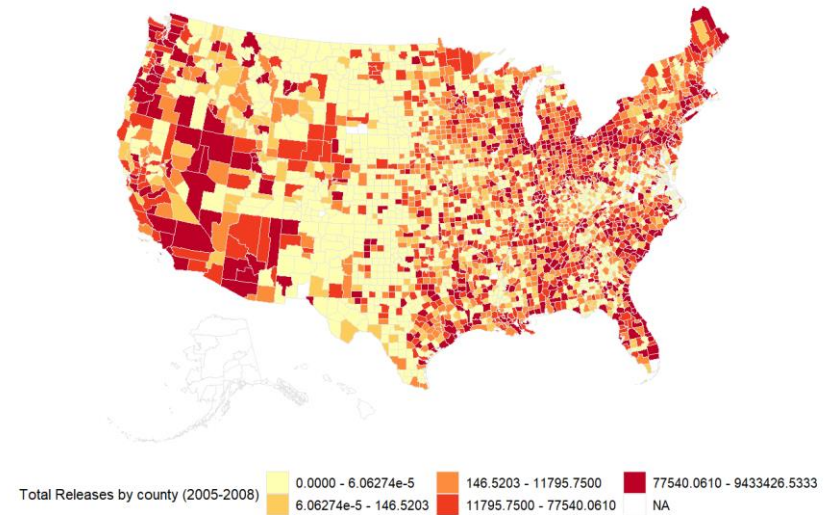 0.0000 - 6.06274e-5 146.5203 - 11795.7500 77540.0610 - 9433426.5333
Total Releases by county (2005-2008)
6.06274e-5 - 146.5203 11795.7500 - 77540.0610 NA